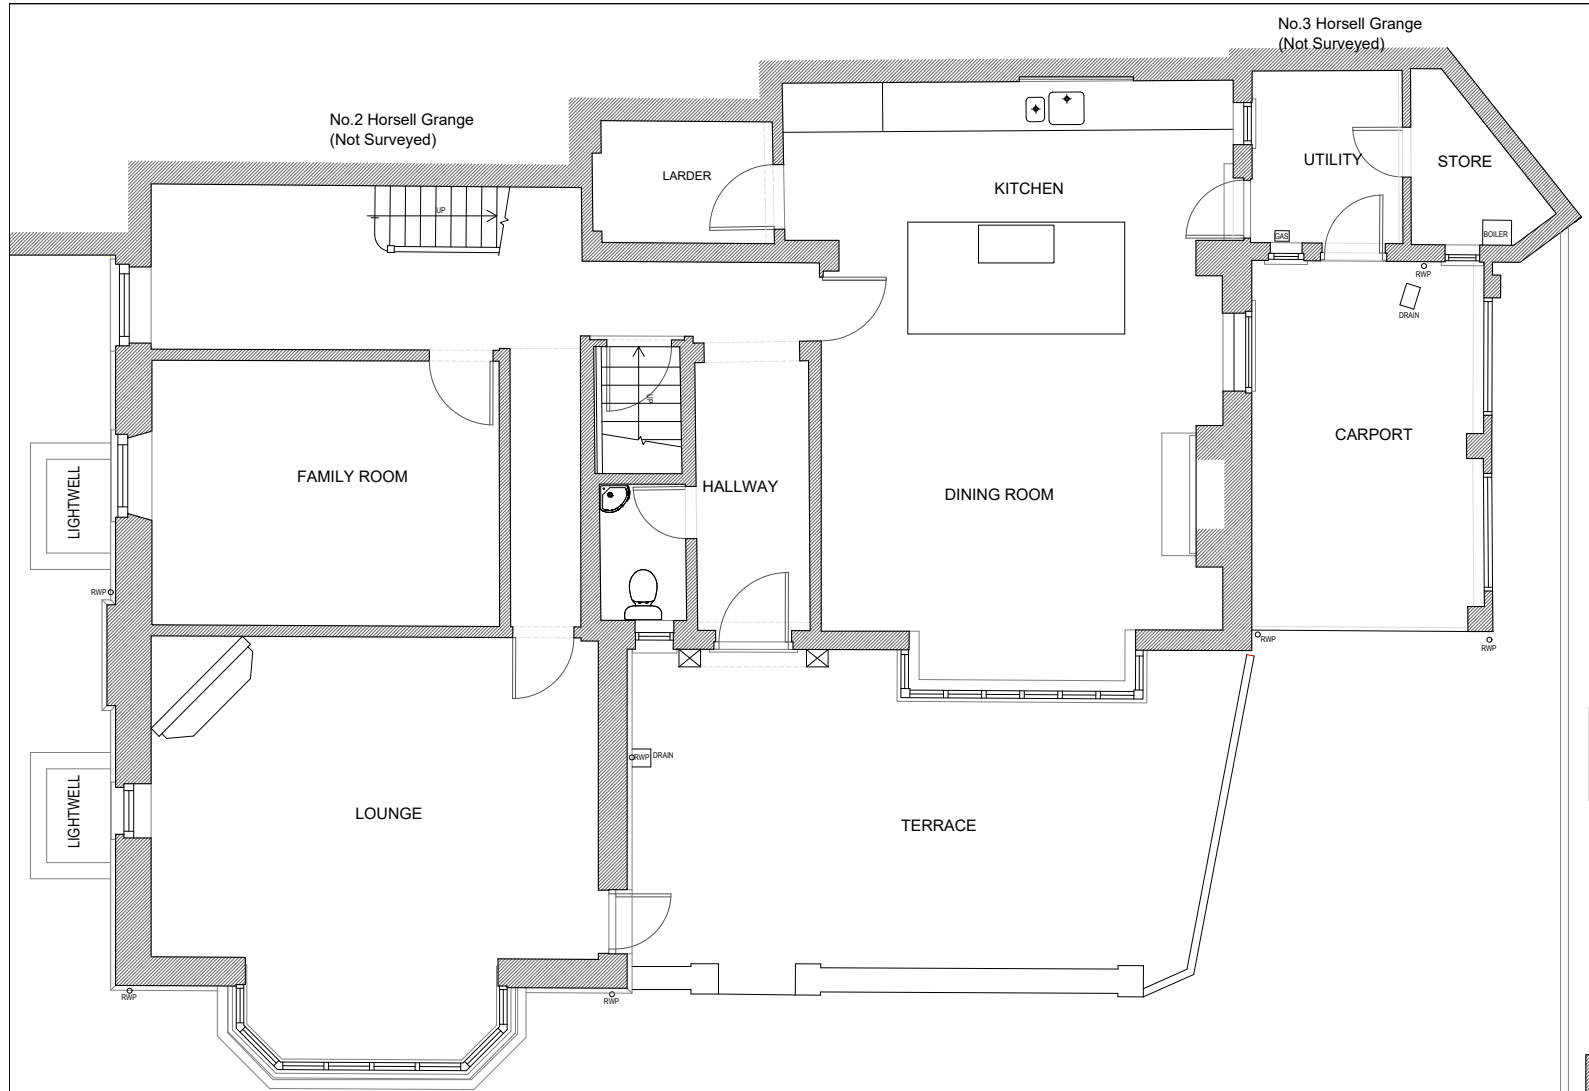 No.3 Horsell Grange
(Not Surveyed)
No.2 Horsell Grange
(Not Surveyed)
LARDER
UTILITY
STORE
KITCHEN
UP
GAS
BOILER
RWP
DRAIN
UP
CARPORT
FAMILY ROOM
LIGHTWELL
HALLWAY
DINING ROOM
RWP
RWP
RWP
RWP
DRAIN
LOUNGE
LIGHTWELL
TERRACE
RWP
RWP